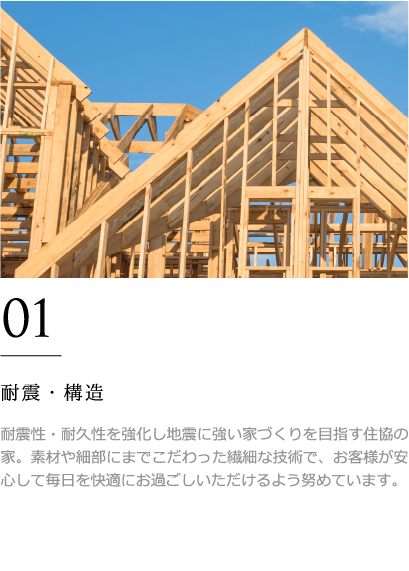 01
耐震・構造
耐震性・耐久性を強化し地震に強い家づくりを目指す住協の
家。素材や細部にまでこだわった繊細な技術で、お客様が安
心して毎日を快適にお過ごしいただけるよう努めています。